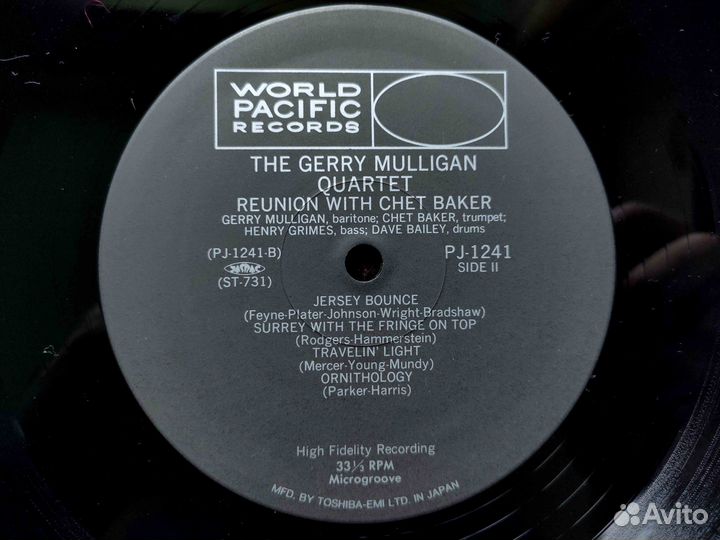 WORLD
PACIFIC
RECORDS
THE GERRY MULLIGAN
QUARTET
REUNION WITH CHET BAKER
GERRY MULLIGAN, baritone; CHET BAKER, trumpet;
HENRY GRIMES, bass; DAVE BAILEY, drums
(PJ-1241-B) PJ-1241
JASRAC SIDE II
(ST-731)
JERSEY BOUNCE
(Feyne-Plater-Johnson-Wright-Bradshaw)
SURREY WITH THE FRINGE ON TOP
(Rodgers-Hammerstein)
TRAVELIN' LIGHT
(Mercer-Young-Mundy)
ORNITHOLOGY
(Parker-Harris)
High Fidelity Recording
33⅓ RPM
Microgroove
MFD. BY TOSHIBA-EMI LTD. IN JAPAN
Avito